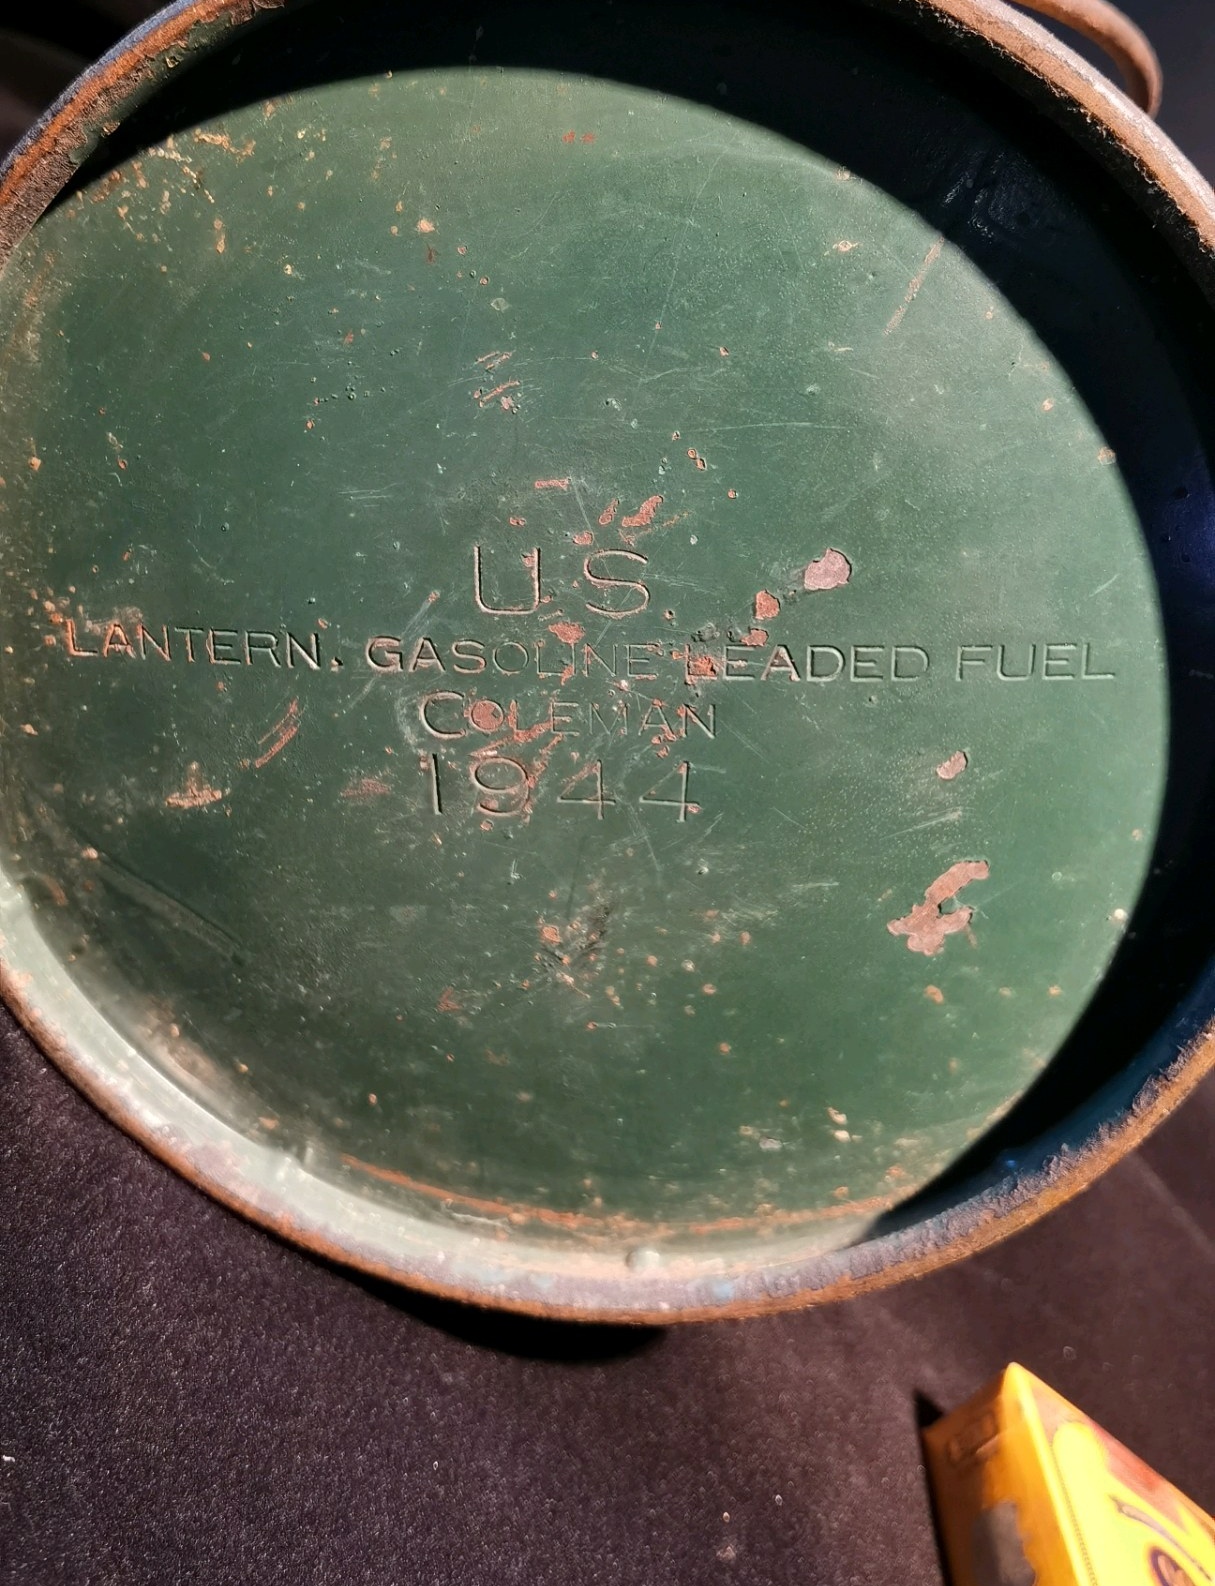 U S
LANTERN. GASOLINE LEADED FUEL
COLEMAN
1944